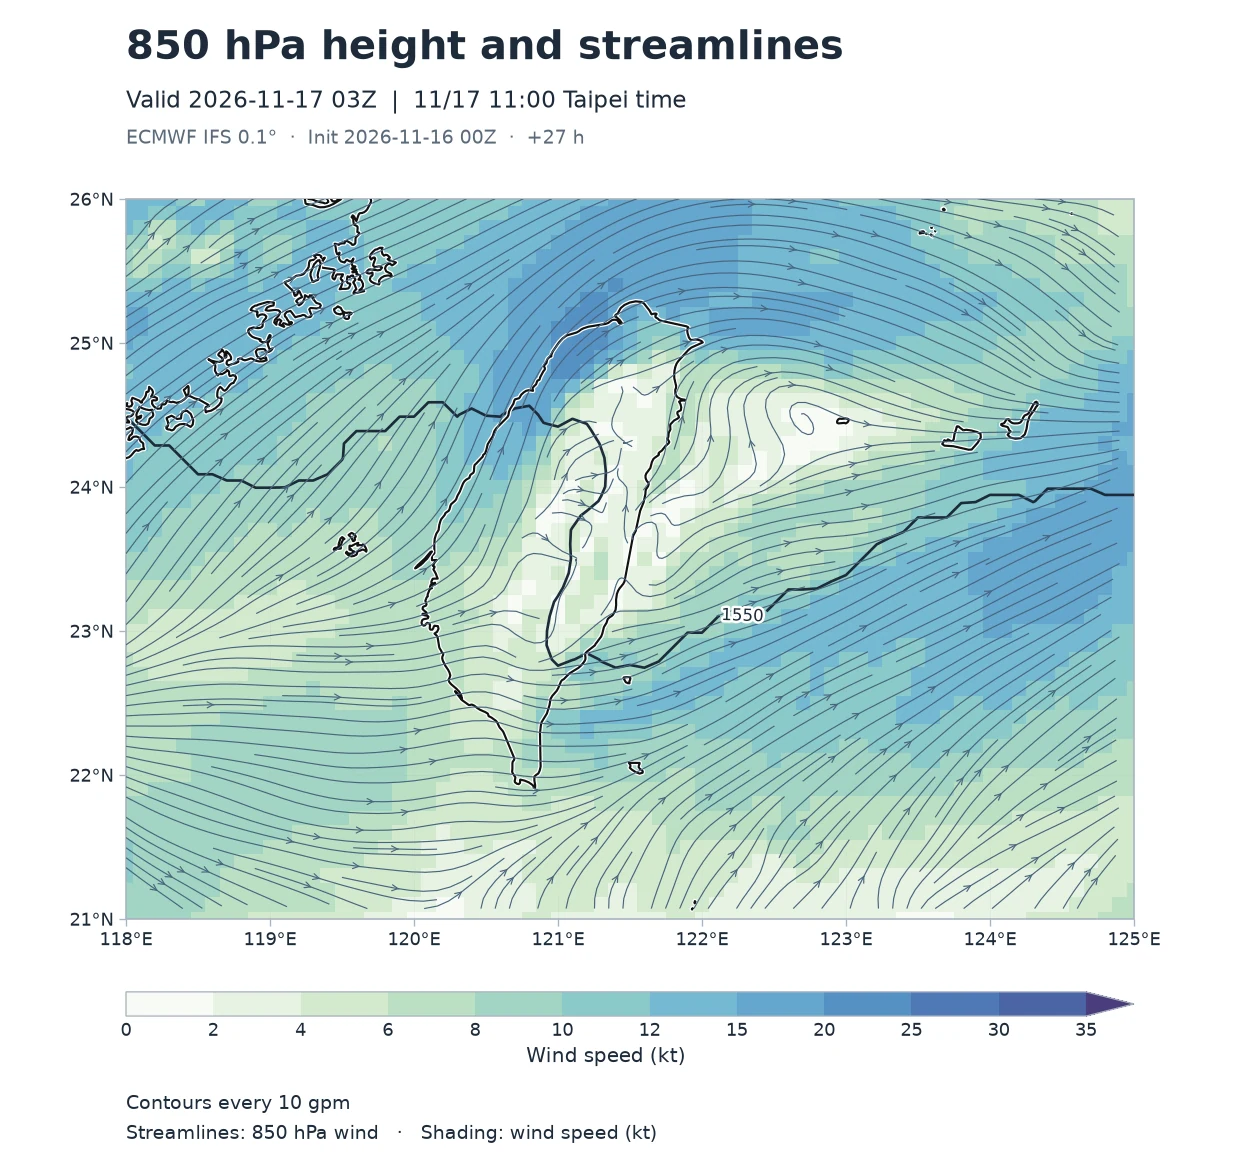 850 hPa height and streamlines
Valid 2026-11-17 03Z | 11/17 11:00 Taipei time
ECMWF IFS 0.1° · Init 2026-11-16 00Z · +27 h
26°N
25°N
24°N
23°N
22°N
21°N
1550
118°E 119°E 120°E 121°E 122°E 123°E 124°E 125°E
0 2 4 6 8 10 12 15 20 25 30 35
Wind speed (kt)
Contours every 10 gpm
Streamlines: 850 hPa wind · Shading: wind speed (kt)